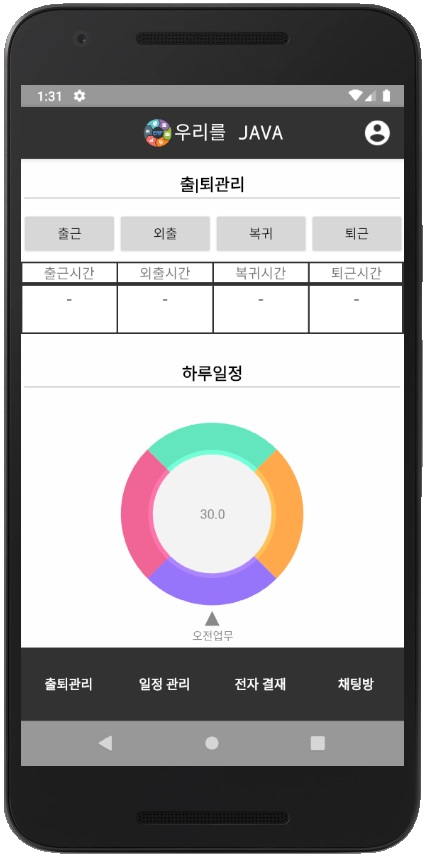 1:31
우리를 JAVA
출|퇴관리
출근 외출 복귀 퇴근
출근시간 외출시간 복귀시간 퇴근시간
- - - -
하루일정
30.0
오전업무
출퇴관리 일정 관리 전자 결재 채팅방